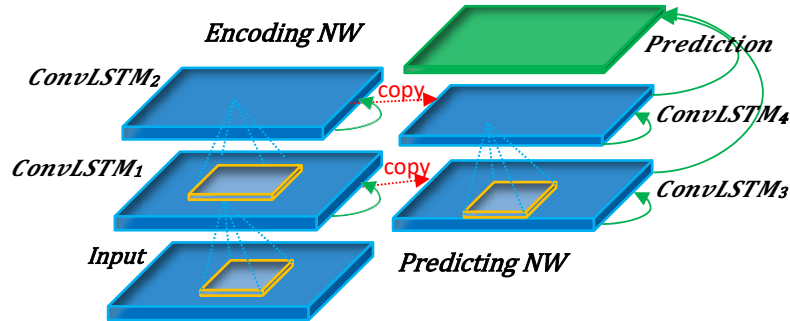 Encoding NW
Prediction
ConvLSTM₂
copy
ConvLSTM₄
ConvLSTM₁
copy
ConvLSTM₃
Input
Predicting NW